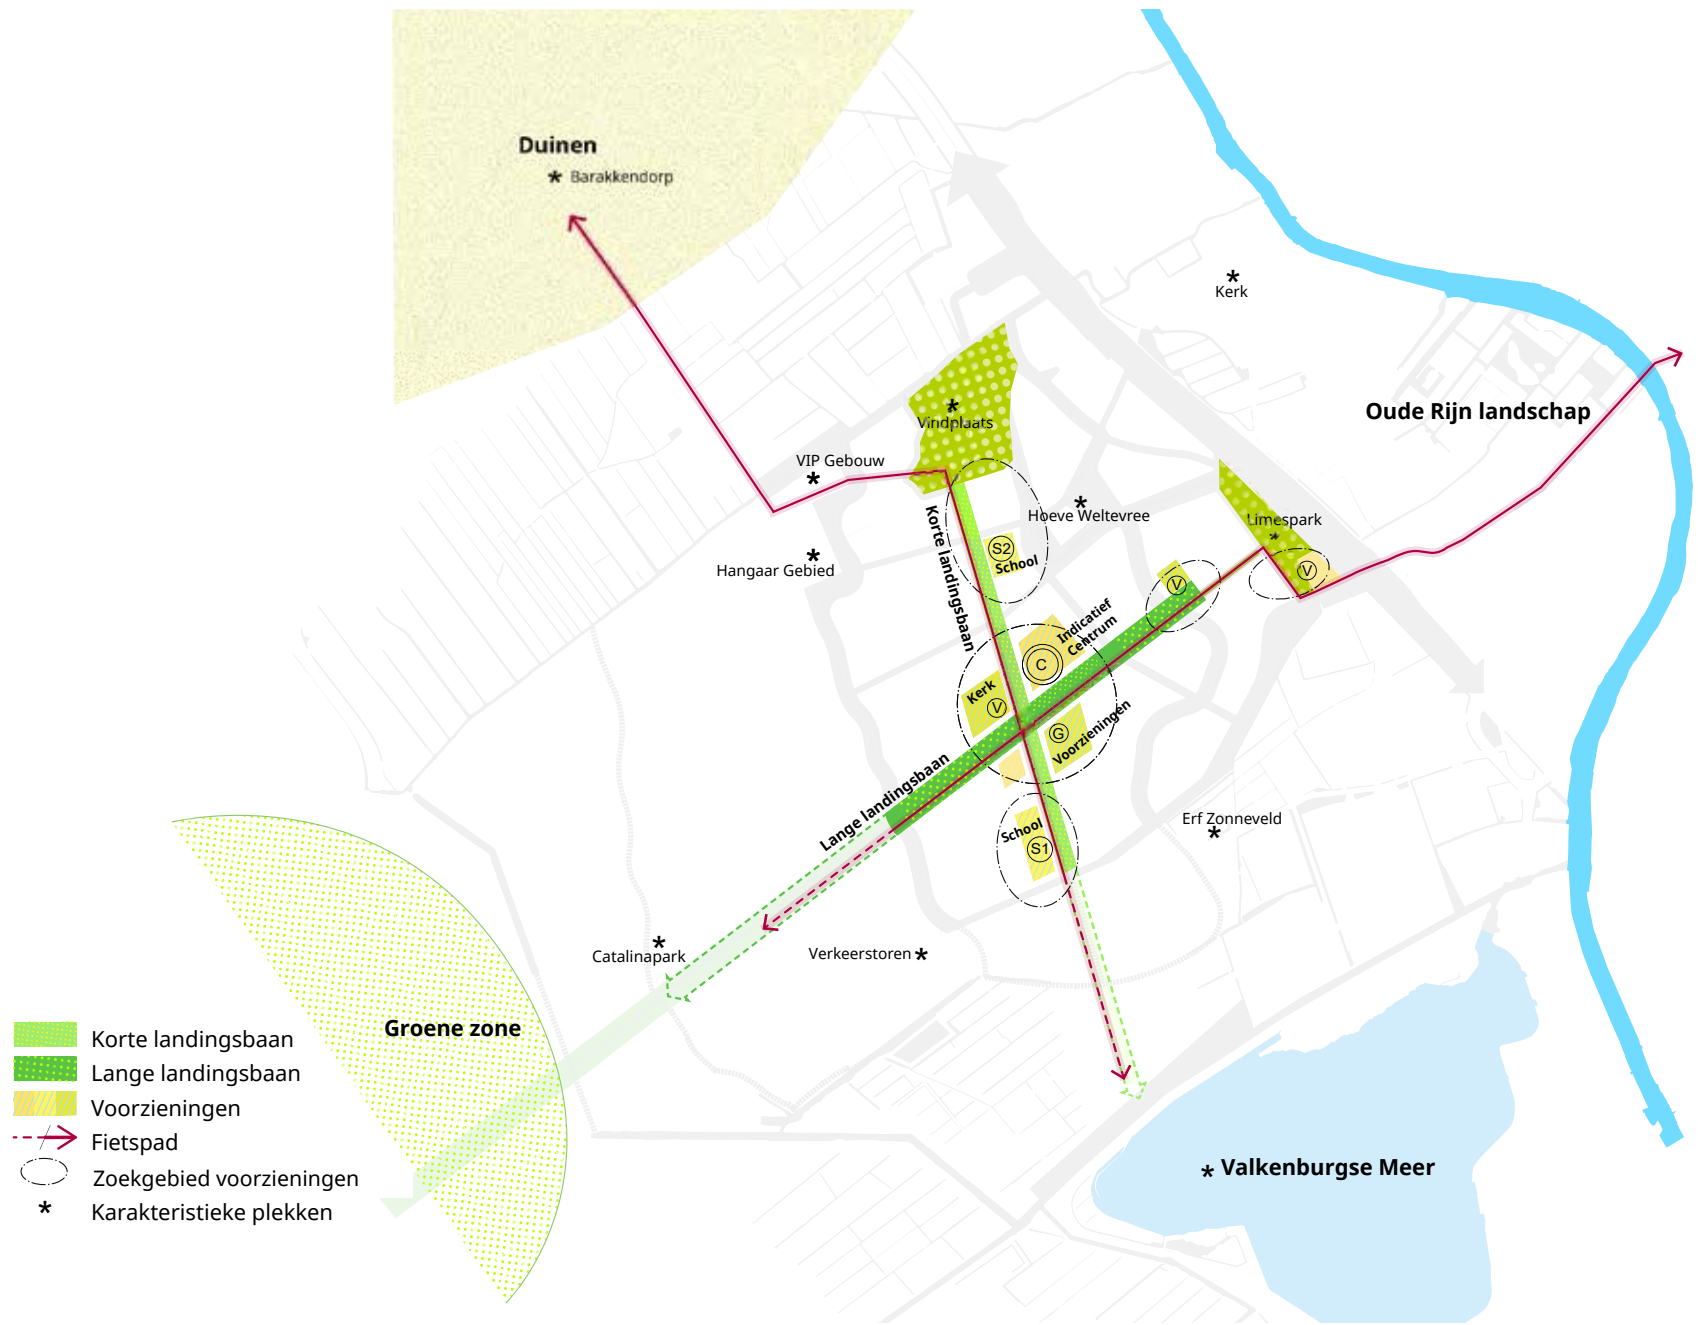 Duinen
* Barakkendorp
*
Kerk
Oude Rijn landschap
*
Vindplaats
VIP Gebouw
*
*
Hoeve Weltevree
Limespark
*
Korte landingsbaan
S2
School
*
Hangaar Gebied
V
V
Indicatief
Centrum
C
Kerk
V
G
Voorzieningen
Lange landingsbaan
School
S1
Erf Zonneveld
*
*
Catalinapark
Verkeerstoren *
Groene zone
* Valkenburgse Meer
Korte landingsbaan
Lange landingsbaan
Voorzieningen
Fietspad
Zoekgebied voorzieningen
* Karakteristieke plekken